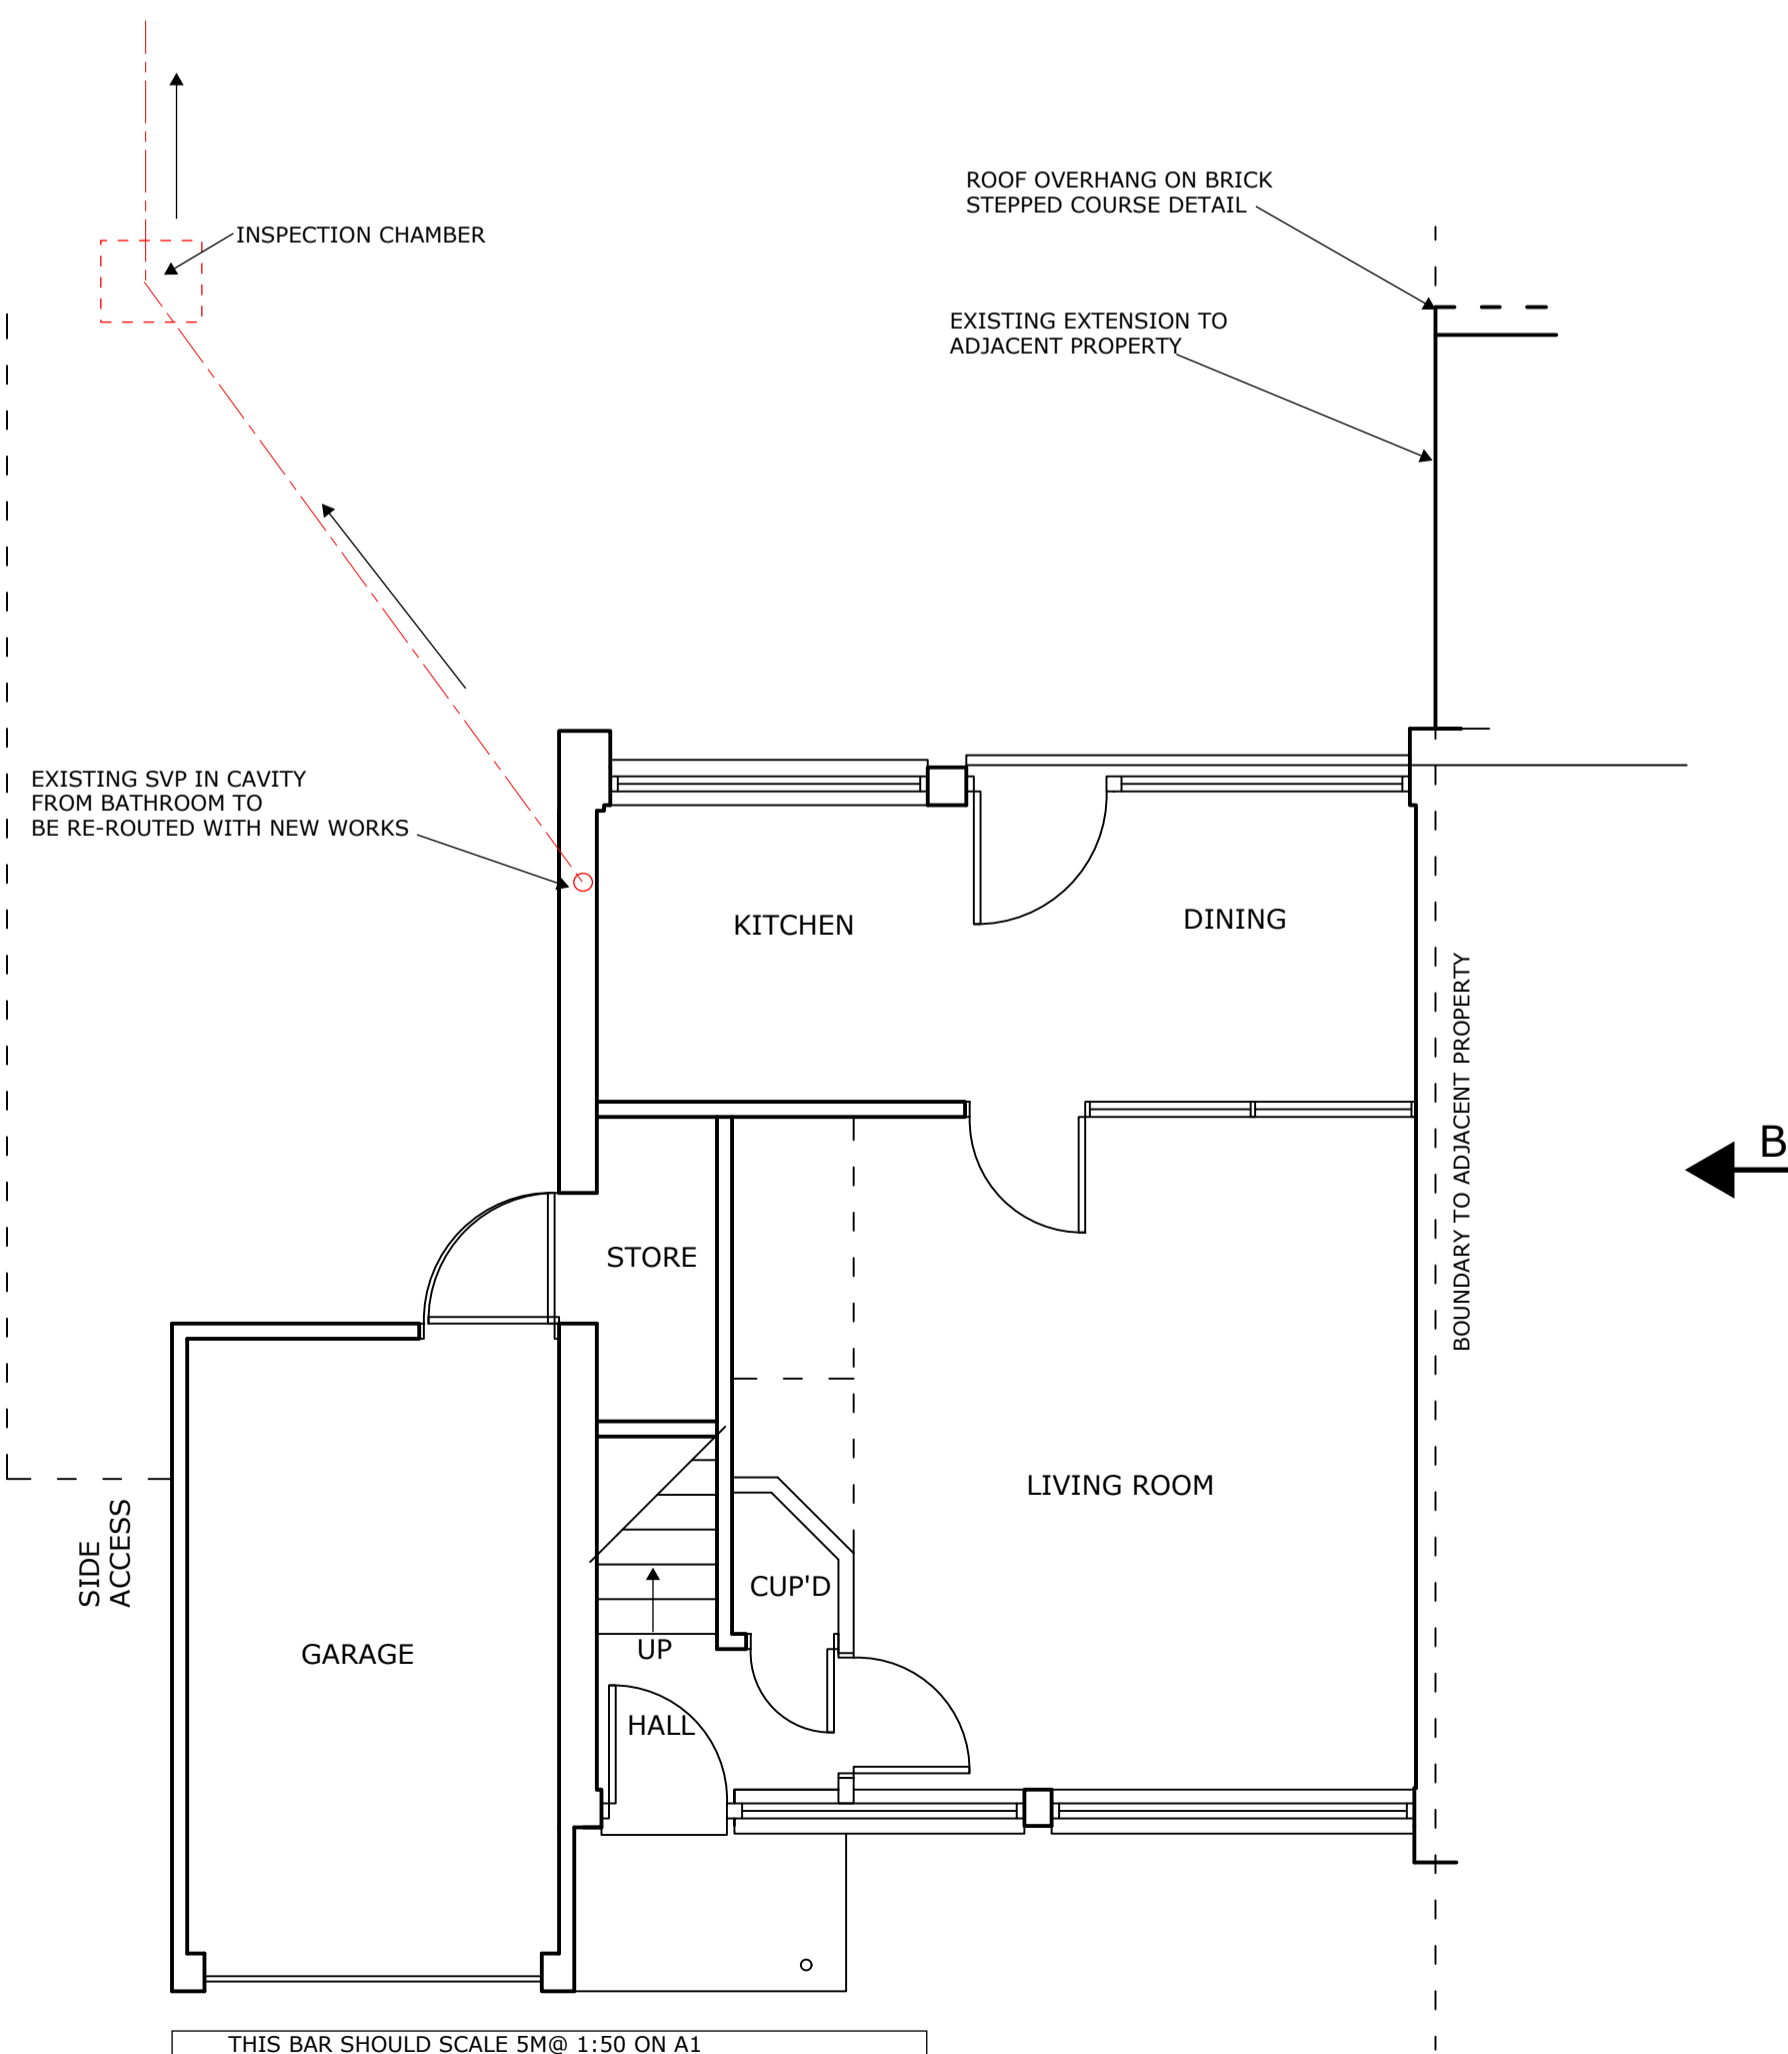 ROOF OVERHANG ON BRICK
STEPPED COURSE DETAIL
INSPECTION CHAMBER
EXISTING EXTENSION TO
ADJACENT PROPERTY
EXISTING SVP IN CAVITY
FROM BATHROOM TO
BE RE-ROUTED WITH NEW WORKS
KITCHEN
DINING
BOUNDARY TO ADJACENT PROPERTY
B
STORE
LIVING ROOM
SIDE
ACCESS
CUP'D
GARAGE
UP
HALL
THIS BAR SHOULD SCALE 5M@ 1:50 ON A1